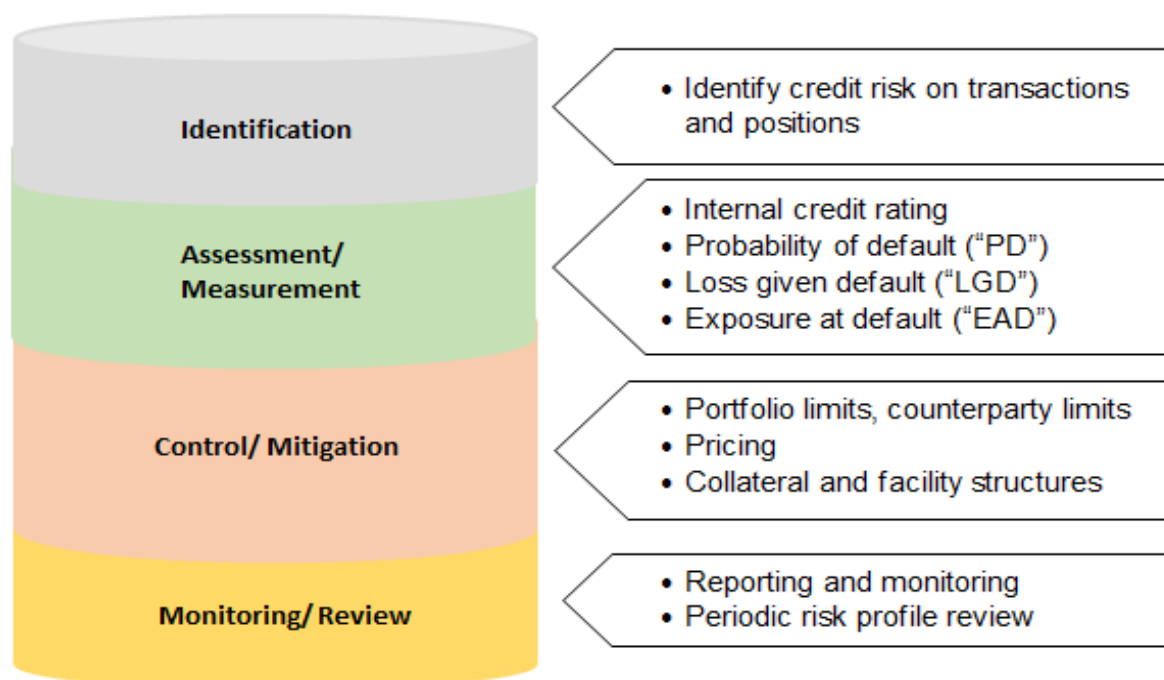 Identification
• Identify credit risk on transactions
and positions
Assessment/
Measurement
• Internal credit rating
• Probability of default (“PD”)
• Loss given default (“LGD”)
• Exposure at default (“EAD”)
Control/ Mitigation
• Portfolio limits, counterparty limits
• Pricing
• Collateral and facility structures
Monitoring/ Review
• Reporting and monitoring
• Periodic risk profile review